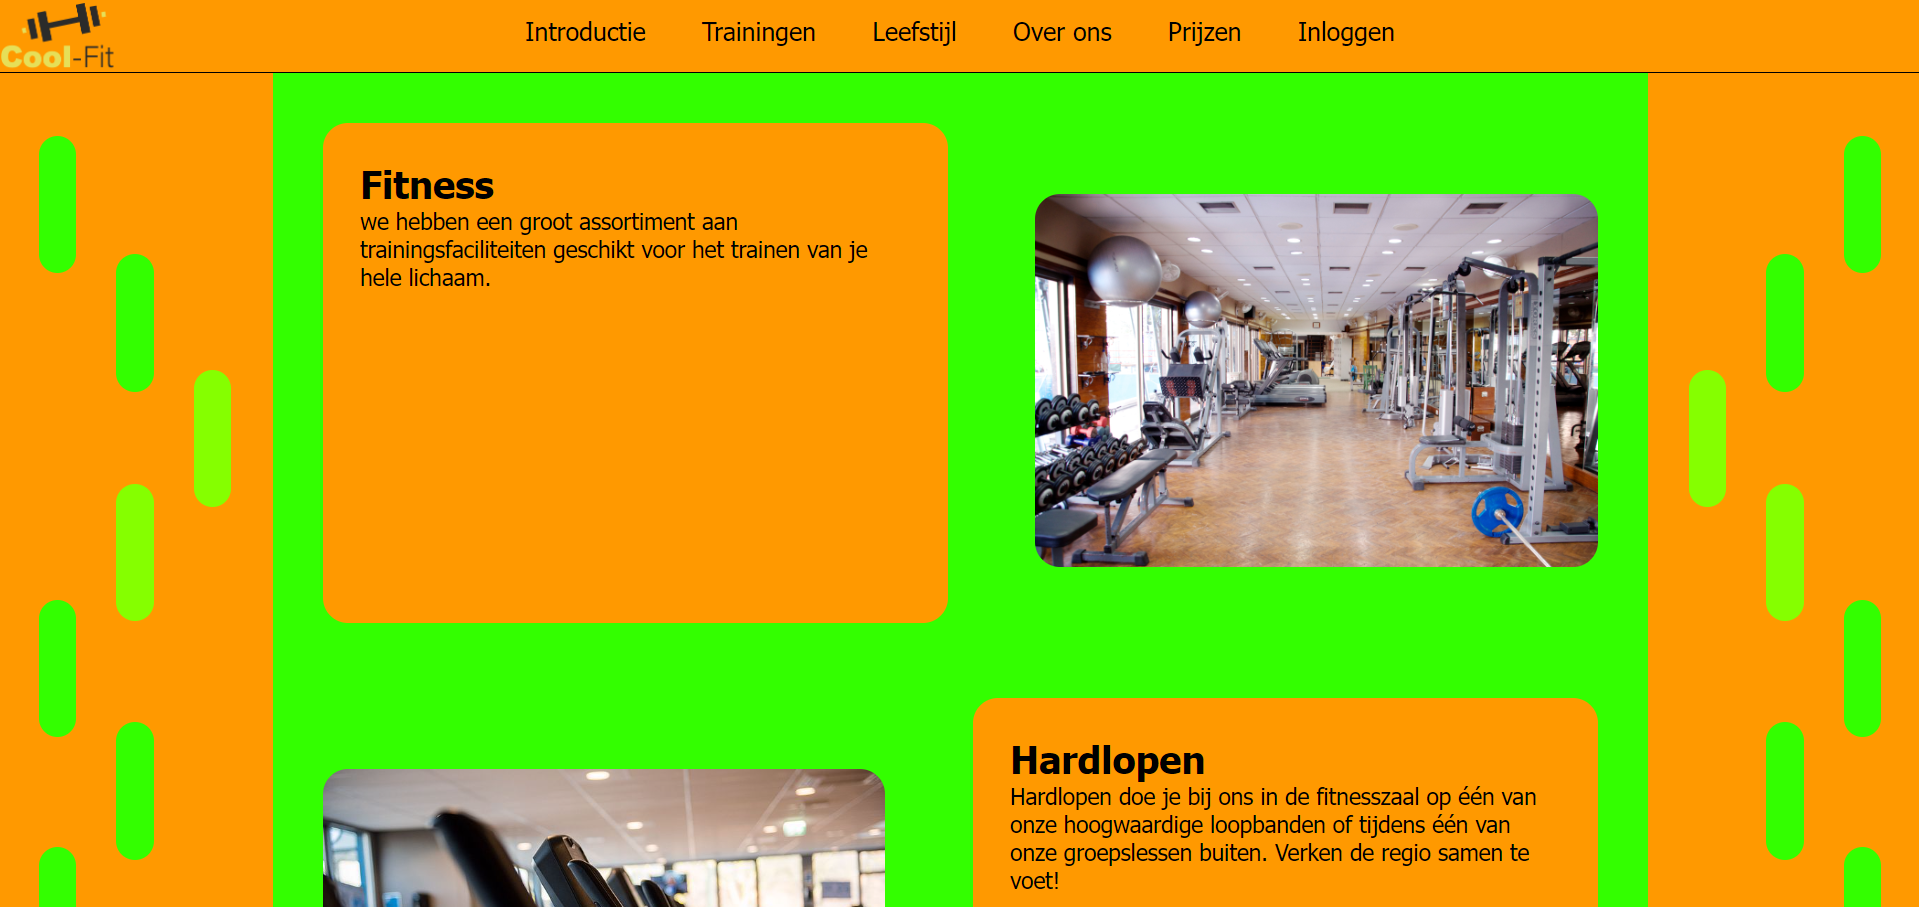 Cool-Fit
Introductie Trainingen Leefstijl Over ons Prijzen Inloggen
Fitness
we hebben een groot assortiment aan
trainingsfaciliteiten geschikt voor het trainen van je
hele lichaam.
Hardlopen
Hardlopen doe je bij ons in de fitnesszaal op één van
onze hoogwaardige loopbanden of tijdens één van
onze groepslessen buiten. Verken de regio samen te
voet!